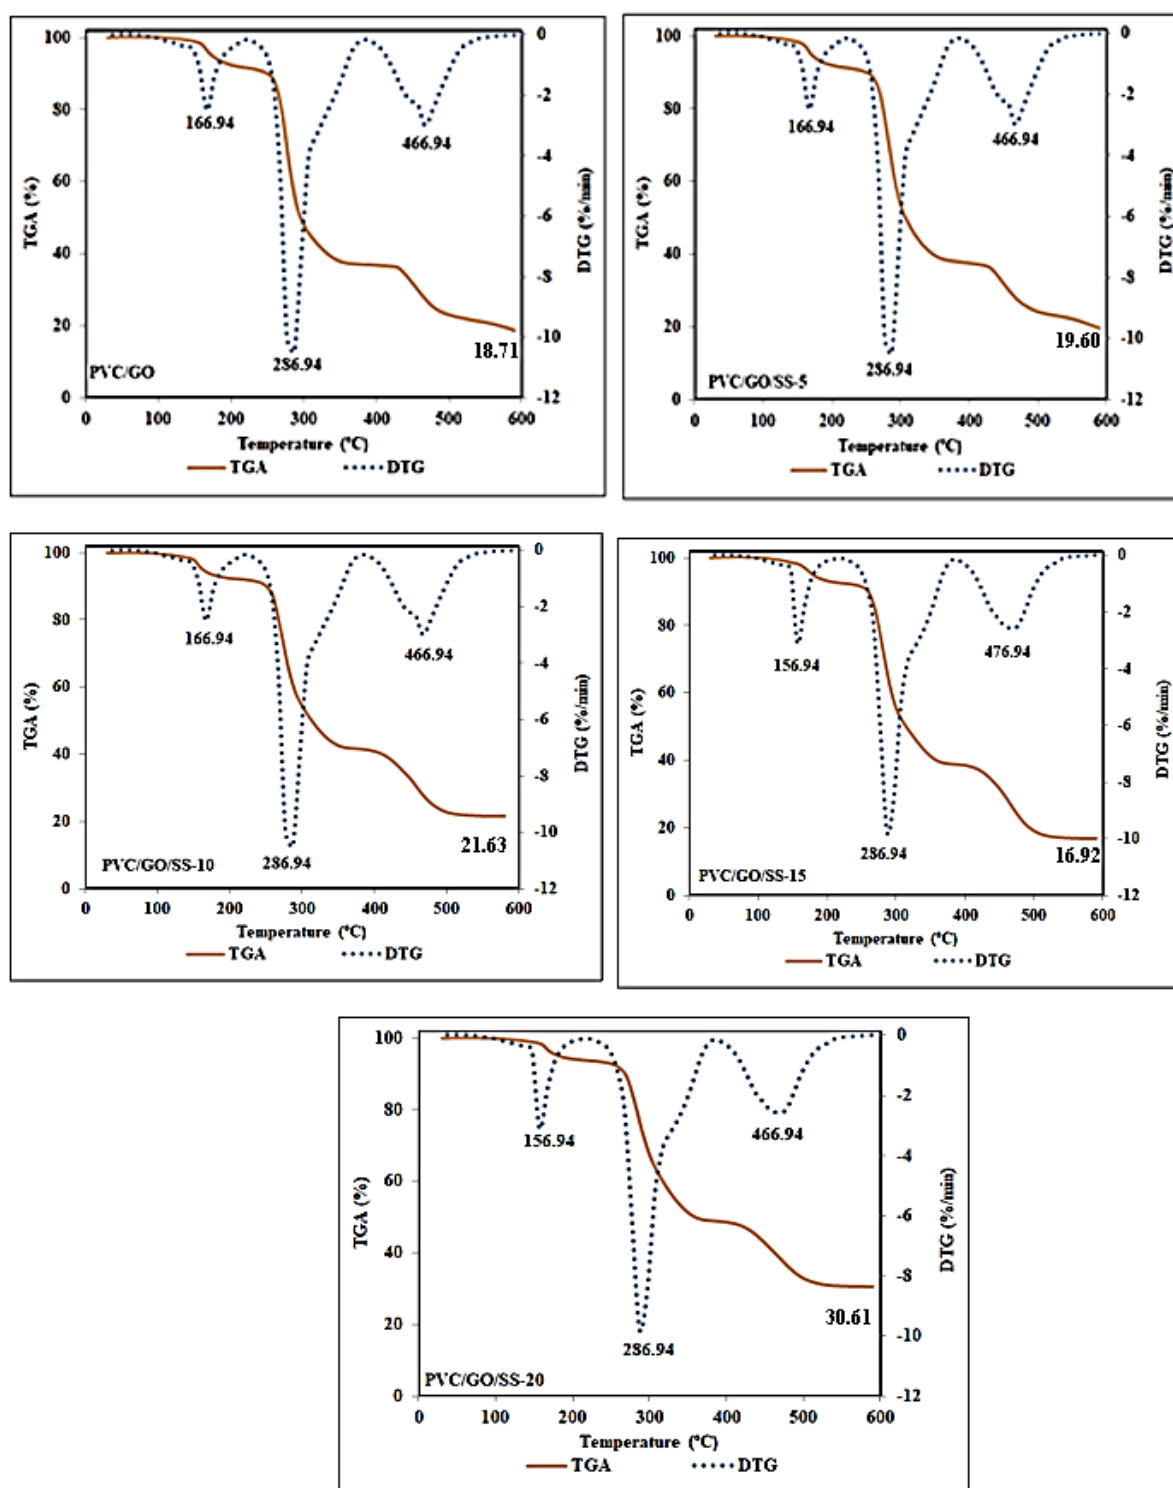 100
80
60
40
20
0
TGA (%)
0
-2
-4
-6
-8
-10
-12
DTG (%/min)
166.94
466.94
286.94
18.71
PVC/GO
0 100 200 300 400 500 600
Temperature (ºC)
TGA DTG
100
80
60
40
20
0
TGA (%)
0
-2
-4
-6
-8
-10
-12
DTG (%/min)
166.94
466.94
286.94
19.60
PVC/GO/SS-5
0 100 200 300 400 500 600
Temperature (ºC)
TGA DTG
100
80
60
40
20
0
TGA (%)
0
-2
-4
-6
-8
-10
-12
DTG (%/min)
166.94
466.94
286.94
21.63
PVC/GO/SS-10
0 100 200 300 400 500 600
Temperature (ºC)
TGA DTG
100
80
60
40
20
0
TGA (%)
0
-2
-4
-6
-8
-10
-12
DTG (%/min)
156.94
476.94
286.94
16.92
PVC/GO/SS-15
0 100 200 300 400 500 600
Temperature (ºC)
TGA DTG
100
80
60
40
20
0
TGA (%)
0
-2
-4
-6
-8
-10
-12
DTG (%/min)
156.94
466.94
286.94
30.61
PVC/GO/SS-20
0 100 200 300 400 500 600
Temperature (ºC)
TGA DTG